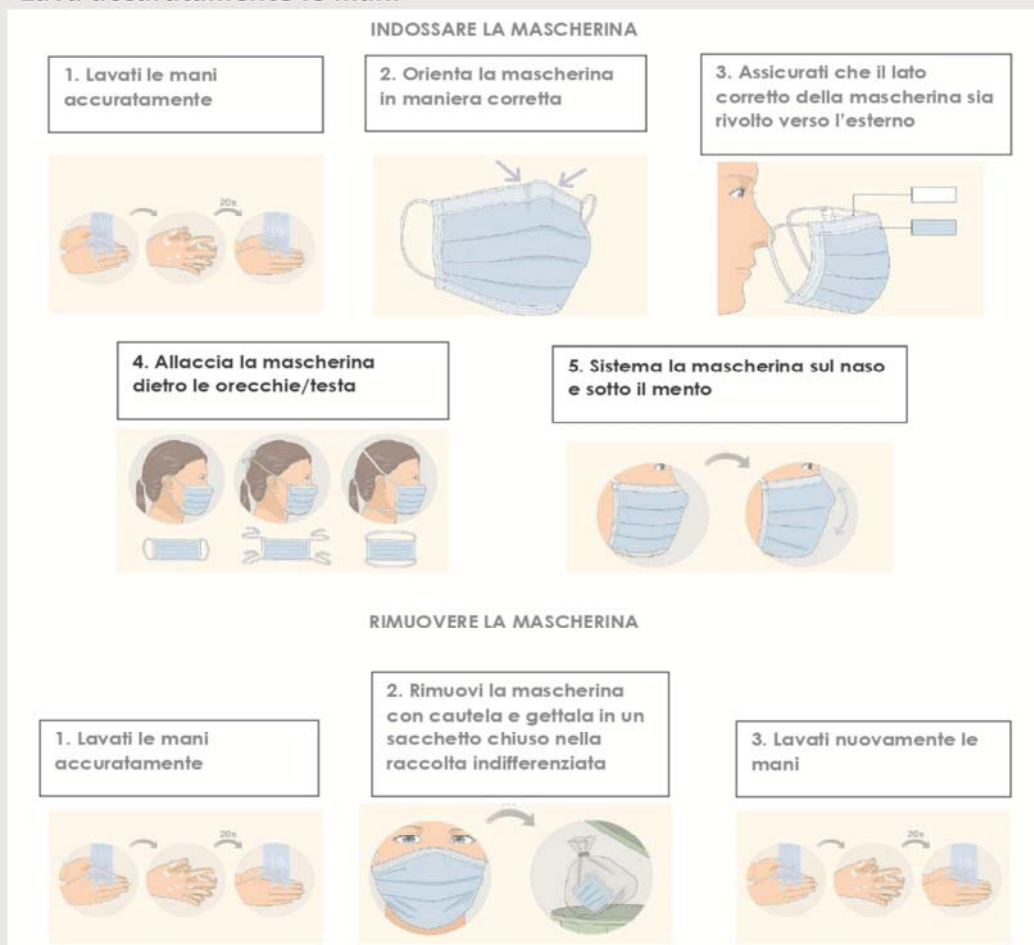 INDOSSARE LA MASCHERINA
1. Lavati le mani
accuratamente
2. Orienta la mascherina
in maniera corretta
3. Assicurati che il lato
corretto della mascherina sia
rivolto verso l'esterno
20s
4. Allaccia la mascherina
dietro le orecchie/testa
5. Sistema la mascherina sul naso
e sotto il mento
RIMUOVERE LA MASCHERINA
1. Lavati le mani
accuratamente
2. Rimuovi la mascherina
con cautela e gettala in un
sacchetto chiuso nella
raccolta indifferenziata
3. Lavati nuovamente le
mani
20s
20s